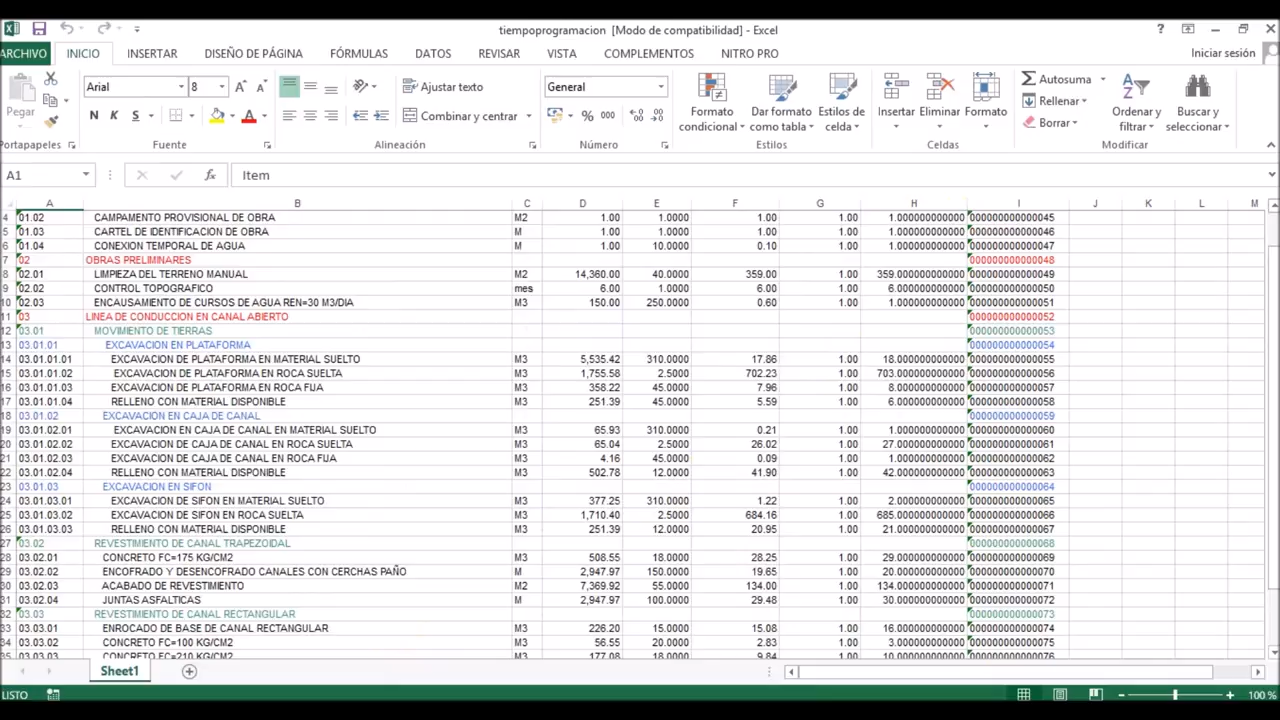 tiempoprogramacion [Modo de compatibilidad] - Excel
ARCHIVO INICIO INSERTAR DISEÑO DE PÁGINA FÓRMULAS DATOS REVISAR VISTA COMPLEMENTOS NITRO PRO Iniciar sesión
Pegar
Portapapeles
Arial 8
N K S
Fuente
Ajustar texto
Combinar y centrar
Alineación
General
% 000
Número
Formato condicional
Dar formato como tabla
Estilos de celda
Estilos
Insertar Eliminar Formato
Celdas
Autosuma
Rellenar
Borrar
Ordenar y filtrar
Buscar y seleccionar
Modificar
A1 fx Item
A B C D E F G H I J K L M
4 01.02 CAMPAMENTO PROVISIONAL DE OBRA M2 1.00 1.0000 1.00 1.00 1.000000000000 000000000000045
5 01.03 CARTEL DE IDENTIFICACION DE OBRA M 1.00 1.0000 1.00 1.00 1.000000000000 000000000000046
6 01.04 CONEXION TEMPORAL DE AGUA M 1.00 10.0000 0.10 1.00 1.000000000000 000000000000047
7 02 OBRAS PRELIMINARES 000000000000048
8 02.01 LIMPIEZA DEL TERRENO MANUAL M2 14,360.00 40.0000 359.00 1.00 359.000000000000 000000000000049
9 02.02 CONTROL TOPOGRAFICO mes 6.00 1.0000 6.00 1.00 6.000000000000 000000000000050
10 02.03 ENCAUSAMIENTO DE CURSOS DE AGUA REN=30 M3/DIA M3 150.00 250.0000 0.60 1.00 1.000000000000 000000000000051
11 03 LINEA DE CONDUCCION EN CANAL ABIERTO 000000000000052
12 03.01 MOVIMIENTO DE TIERRAS 000000000000053
13 03.01.01 EXCAVACION EN PLATAFORMA 000000000000054
14 03.01.01.01 EXCAVACION DE PLATAFORMA EN MATERIAL SUELTO M3 5,535.42 310.0000 17.86 1.00 18.000000000000 000000000000055
15 03.01.01.02 EXCAVACION DE PLATAFORMA EN ROCA SUELTA M3 1,755.58 2.5000 702.23 1.00 703.000000000000 000000000000056
16 03.01.01.03 EXCAVACION DE PLATAFORMA EN ROCA FIJA M3 358.22 45.0000 7.96 1.00 8.000000000000 000000000000057
17 03.01.01.04 RELLENO CON MATERIAL DISPONIBLE M3 251.39 45.0000 5.59 1.00 6.000000000000 000000000000058
18 03.01.02 EXCAVACION EN CAJA DE CANAL 000000000000059
19 03.01.02.01 EXCAVACION EN CAJA DE CANAL EN MATERIAL SUELTO M3 65.93 310.0000 0.21 1.00 1.000000000000 000000000000060
20 03.01.02.02 EXCAVACION DE CAJA DE CANAL EN ROCA SUELTA M3 65.04 2.5000 26.02 1.00 27.000000000000 000000000000061
21 03.01.02.03 EXCAVACION DE CAJA DE CANAL EN ROCA FIJA M3 4.16 45.0000 0.09 1.00 1.000000000000 000000000000062
22 03.01.02.04 RELLENO CON MATERIAL DISPONIBLE M3 502.78 12.0000 41.90 1.00 42.000000000000 000000000000063
23 03.01.03 EXCAVACION EN SIFON 000000000000064
24 03.01.03.01 EXCAVACION DE SIFON EN MATERIAL SUELTO M3 377.25 310.0000 1.22 1.00 2.000000000000 000000000000065
25 03.01.03.02 EXCAVACION DE SIFON EN ROCA SUELTA M3 1,710.40 2.5000 684.16 1.00 685.000000000000 000000000000066
26 03.01.03.03 RELLENO CON MATERIAL DISPONIBLE M3 251.39 12.0000 20.95 1.00 21.000000000000 000000000000067
27 03.02 REVESTIMIENTO DE CANAL TRAPEZOIDAL 000000000000068
28 03.02.01 CONCRETO FC=175 KG/CM2 M3 508.55 18.0000 28.25 1.00 29.000000000000 000000000000069
29 03.02.02 ENCOFRADO Y DESENCOFRADO CANALES CON CERCHAS PAÑO M3 2,947.97 150.0000 19.65 1.00 20.000000000000 000000000000070
30 03.02.03 ACABADO DE REVESTIMIENTO M2 7,369.92 55.0000 134.00 1.00 134.000000000000 000000000000071
31 03.02.04 JUNTAS ASFALTICAS M 2,947.97 100.0000 29.48 1.00 30.000000000000 000000000000072
32 03.03 REVESTIMIENTO DE CANAL RECTANGULAR 000000000000073
33 03.03.01 ENROCADO DE BASE DE CANAL RECTANGULAR M3 226.20 15.0000 15.08 1.00 16.000000000000 000000000000074
34 03.03.02 CONCRETO FC=100 KG/CM2 M3 56.55 20.0000 2.83 1.00 3.000000000000 000000000000075
35 03.03.03 CONCRETO FC=210 KG/CM2 M3 177.08 18.0000 9.84 1.00 10.000000000000 000000000000076
Sheet1
LISTO 100 %